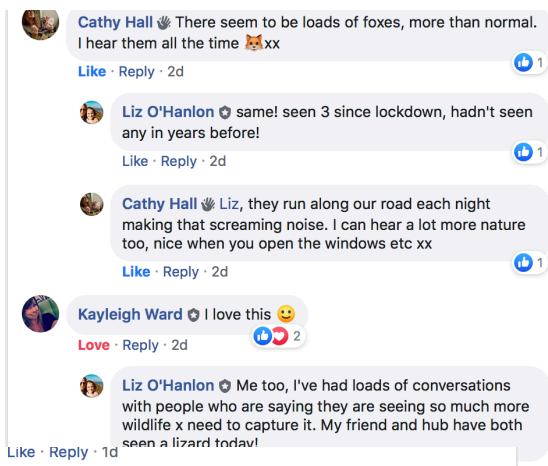 Cathy Hall There seem to be loads of foxes, more than normal.
I hear them all the time 🦊xx
Like · Reply · 2d
1
Liz O'Hanlon same! seen 3 since lockdown, hadn't seen
any in years before!
Like · Reply · 2d
1
Cathy Hall Liz, they run along our road each night
making that screaming noise. I can hear a lot more nature
too, nice when you open the windows etc xx
Like · Reply · 2d
1
Kayleigh Ward I love this 🙂
2
Love · Reply · 2d
Liz O'Hanlon Me too, I've had loads of conversations
with people who are saying they are seeing so much more
wildlife x need to capture it. My friend and hub have both
seen a lizard today!
Like · Reply · 1d